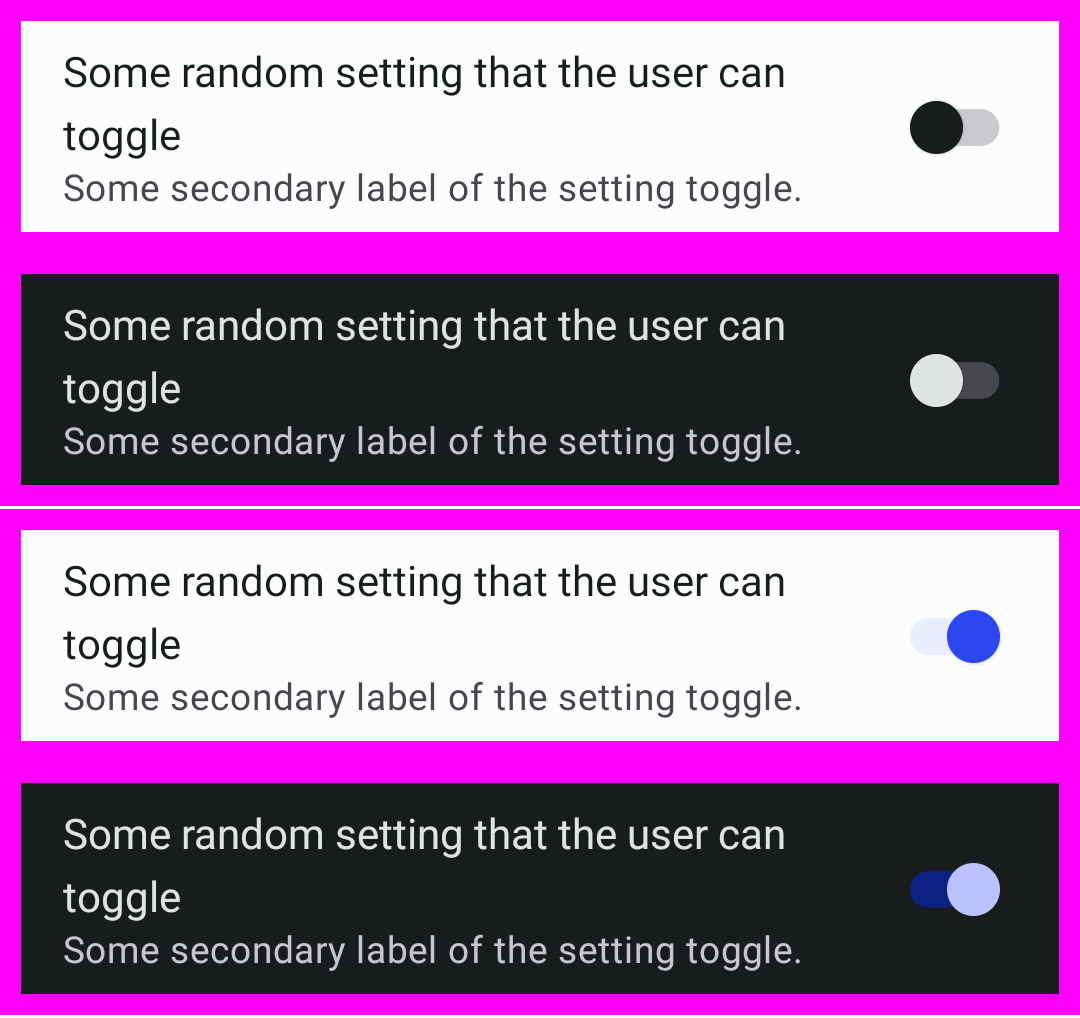 Some random setting that the user can
toggle
Some secondary label of the setting toggle.
Some random setting that the user can
toggle
Some secondary label of the setting toggle.
Some random setting that the user can
toggle
Some secondary label of the setting toggle.
Some random setting that the user can
toggle
Some secondary label of the setting toggle.